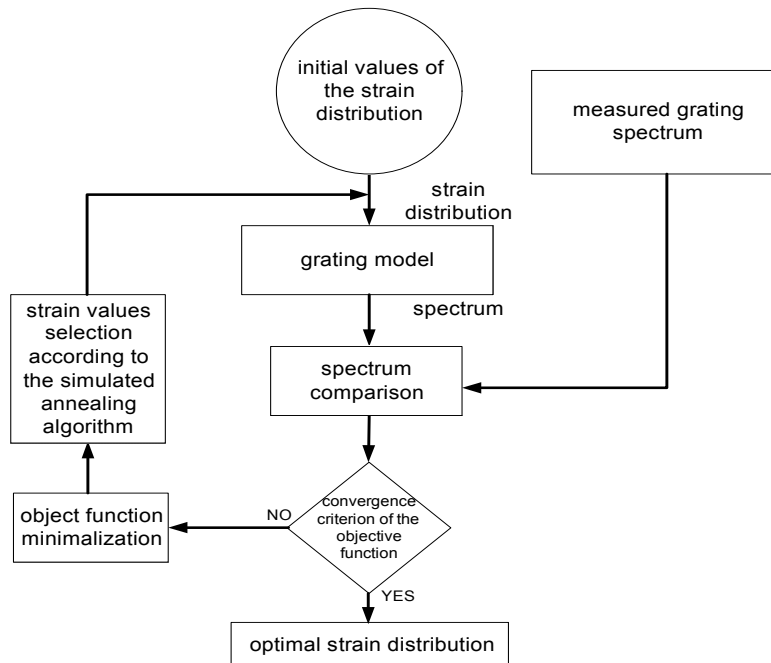 initial values of
the strain
distribution
measured grating
spectrum
strain
distribution
grating model
spectrum
strain values
selection
according to
the simulated
annealing
algorithm
spectrum
comparison
convergence
criterion of the
objective
function
NO
object function
minimalization
YES
optimal strain distribution